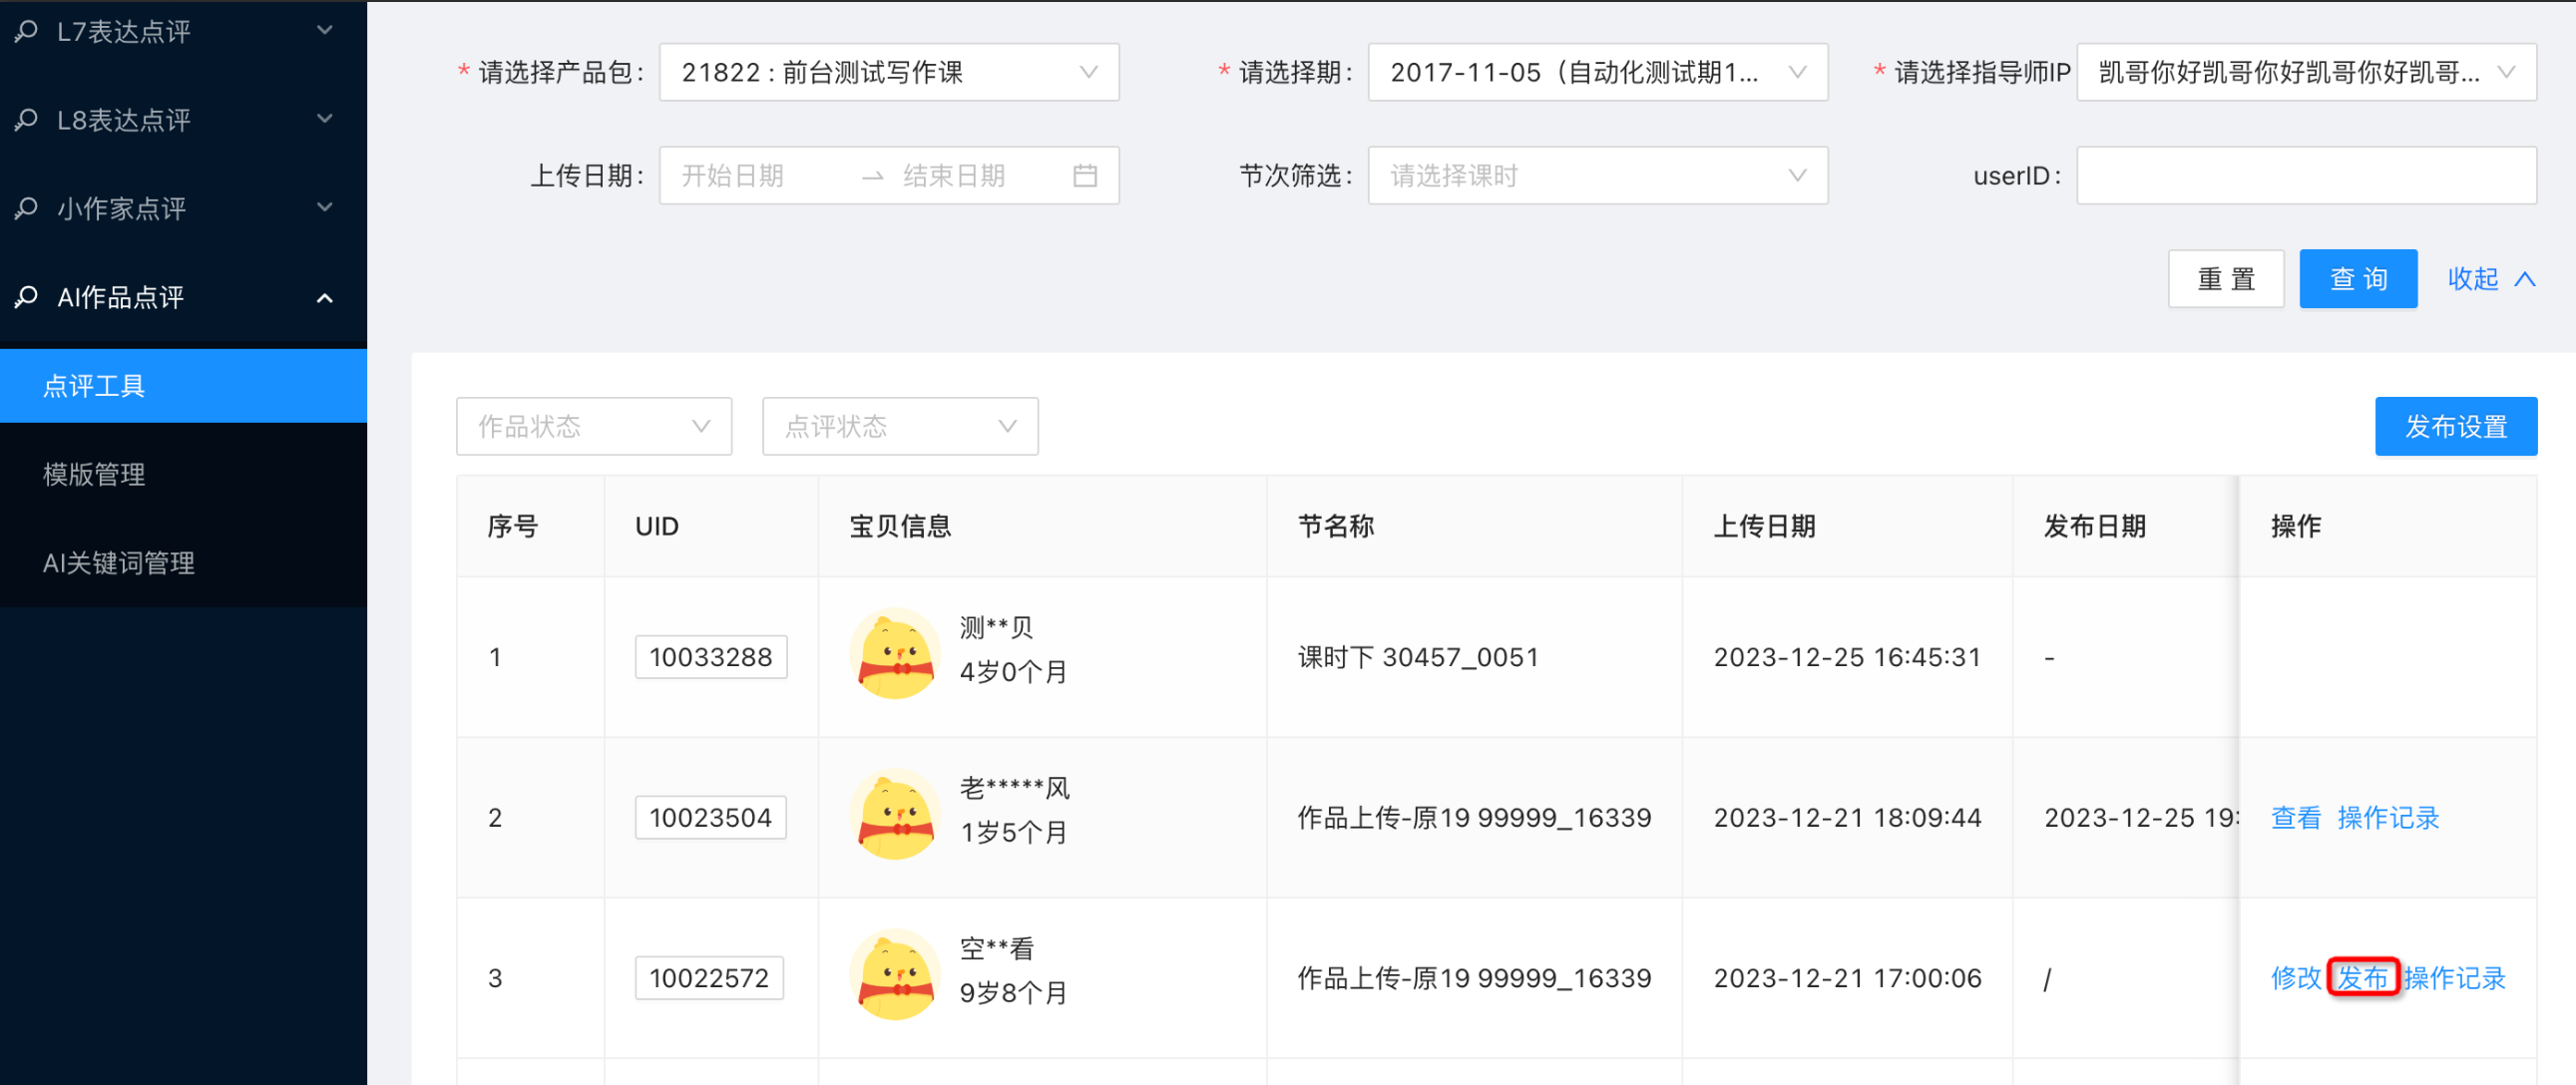 L7表达点评
L8表达点评
小作家点评
AI作品点评
点评工具
模版管理
AI关键词管理
* 请选择产品包: 21822 : 前台测试写作课
* 请选择期: 2017-11-05（自动化测试期1...
* 请选择指导师IP 凯哥你好凯哥你好凯哥你好凯哥...
上传日期: 开始日期 → 结束日期
节次筛选: 请选择课时
userID:
重 置 查 询 收起
作品状态 点评状态 发布设置
序号 UID 宝贝信息 节名称 上传日期 发布日期 操作
1 10033288 测**贝 课时下 30457_0051 2023-12-25 16:45:31 -
4岁0个月
2 10023504 老*****风 作品上传-原19 99999_16339 2023-12-21 18:09:44 2023-12-25 19: 查看 操作记录
1岁5个月
3 10022572 空**看 作品上传-原19 99999_16339 2023-12-21 17:00:06 / 修改 发布 操作记录
9岁8个月